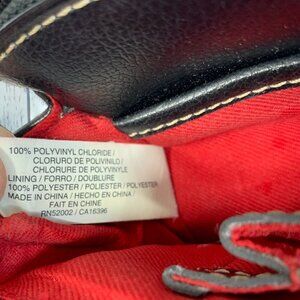 100% POLYVINYL CHLORIDE /
CLORURO DE POLIVINILO /
CHLORURE DE POLYVINYLE
LINING / FORRO / DOUBLURE
100% POLYESTER / POLIESTER / POLYESTER
MADE IN CHINA / HECHO EN CHINA /
FAIT EN CHINE
RN52002 / CA16396